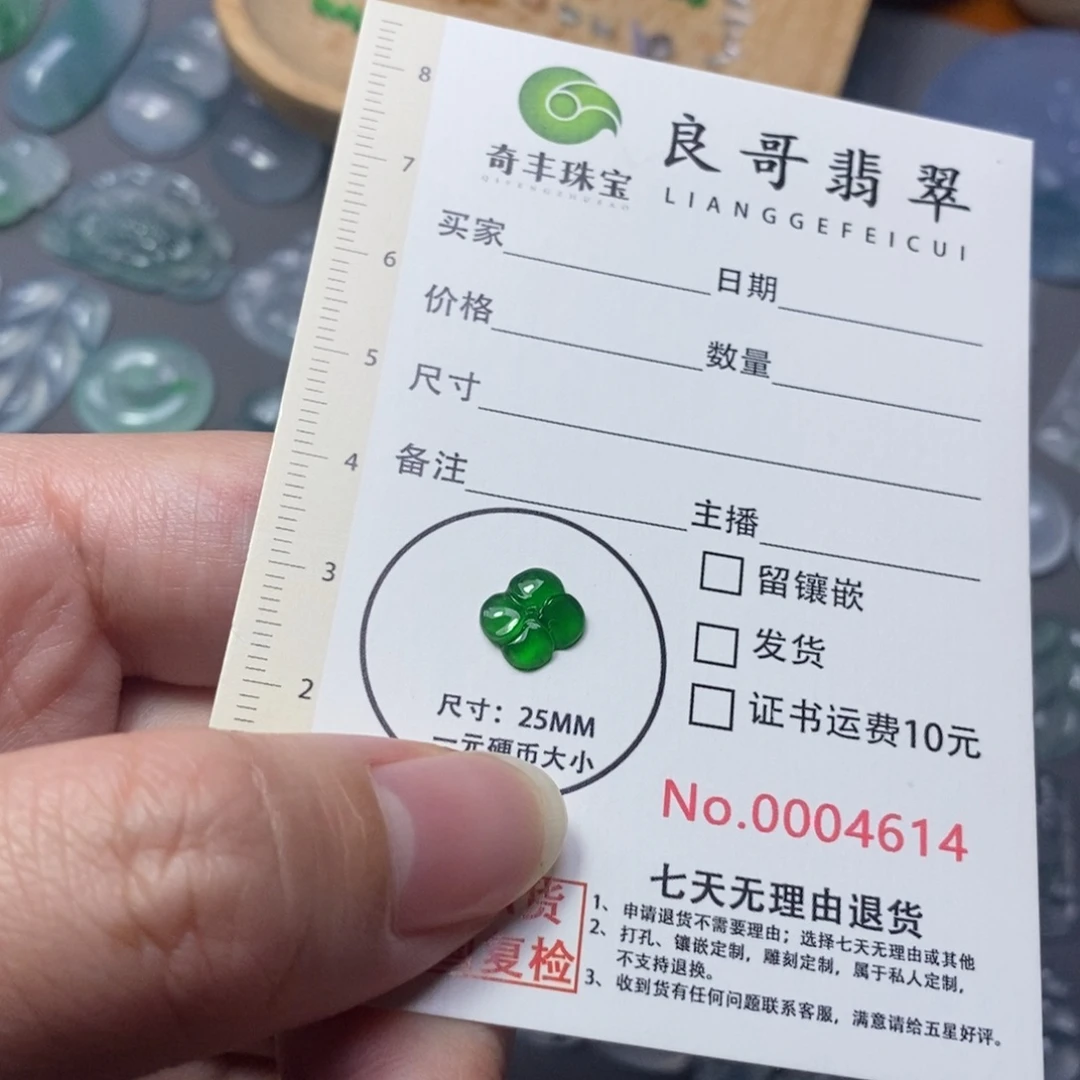 8
7
6
5
4
3
2
奇丰珠宝
良哥翡翠
LIANGGEFEICUI
买家
日期
价格
数量
尺寸
备注
主播
留镶嵌
发货
证书运费10元
尺寸：25MM
一元硬币大小
No.0004614
七天无理由退货
1、申请退货不需要理由；选择七天无理由或其他
2、打孔、镶嵌定制，雕刻定制，属于私人定制，
不支持退换。
3、收到货有任何问题联系客服，满意请给五星好评。
货
复检